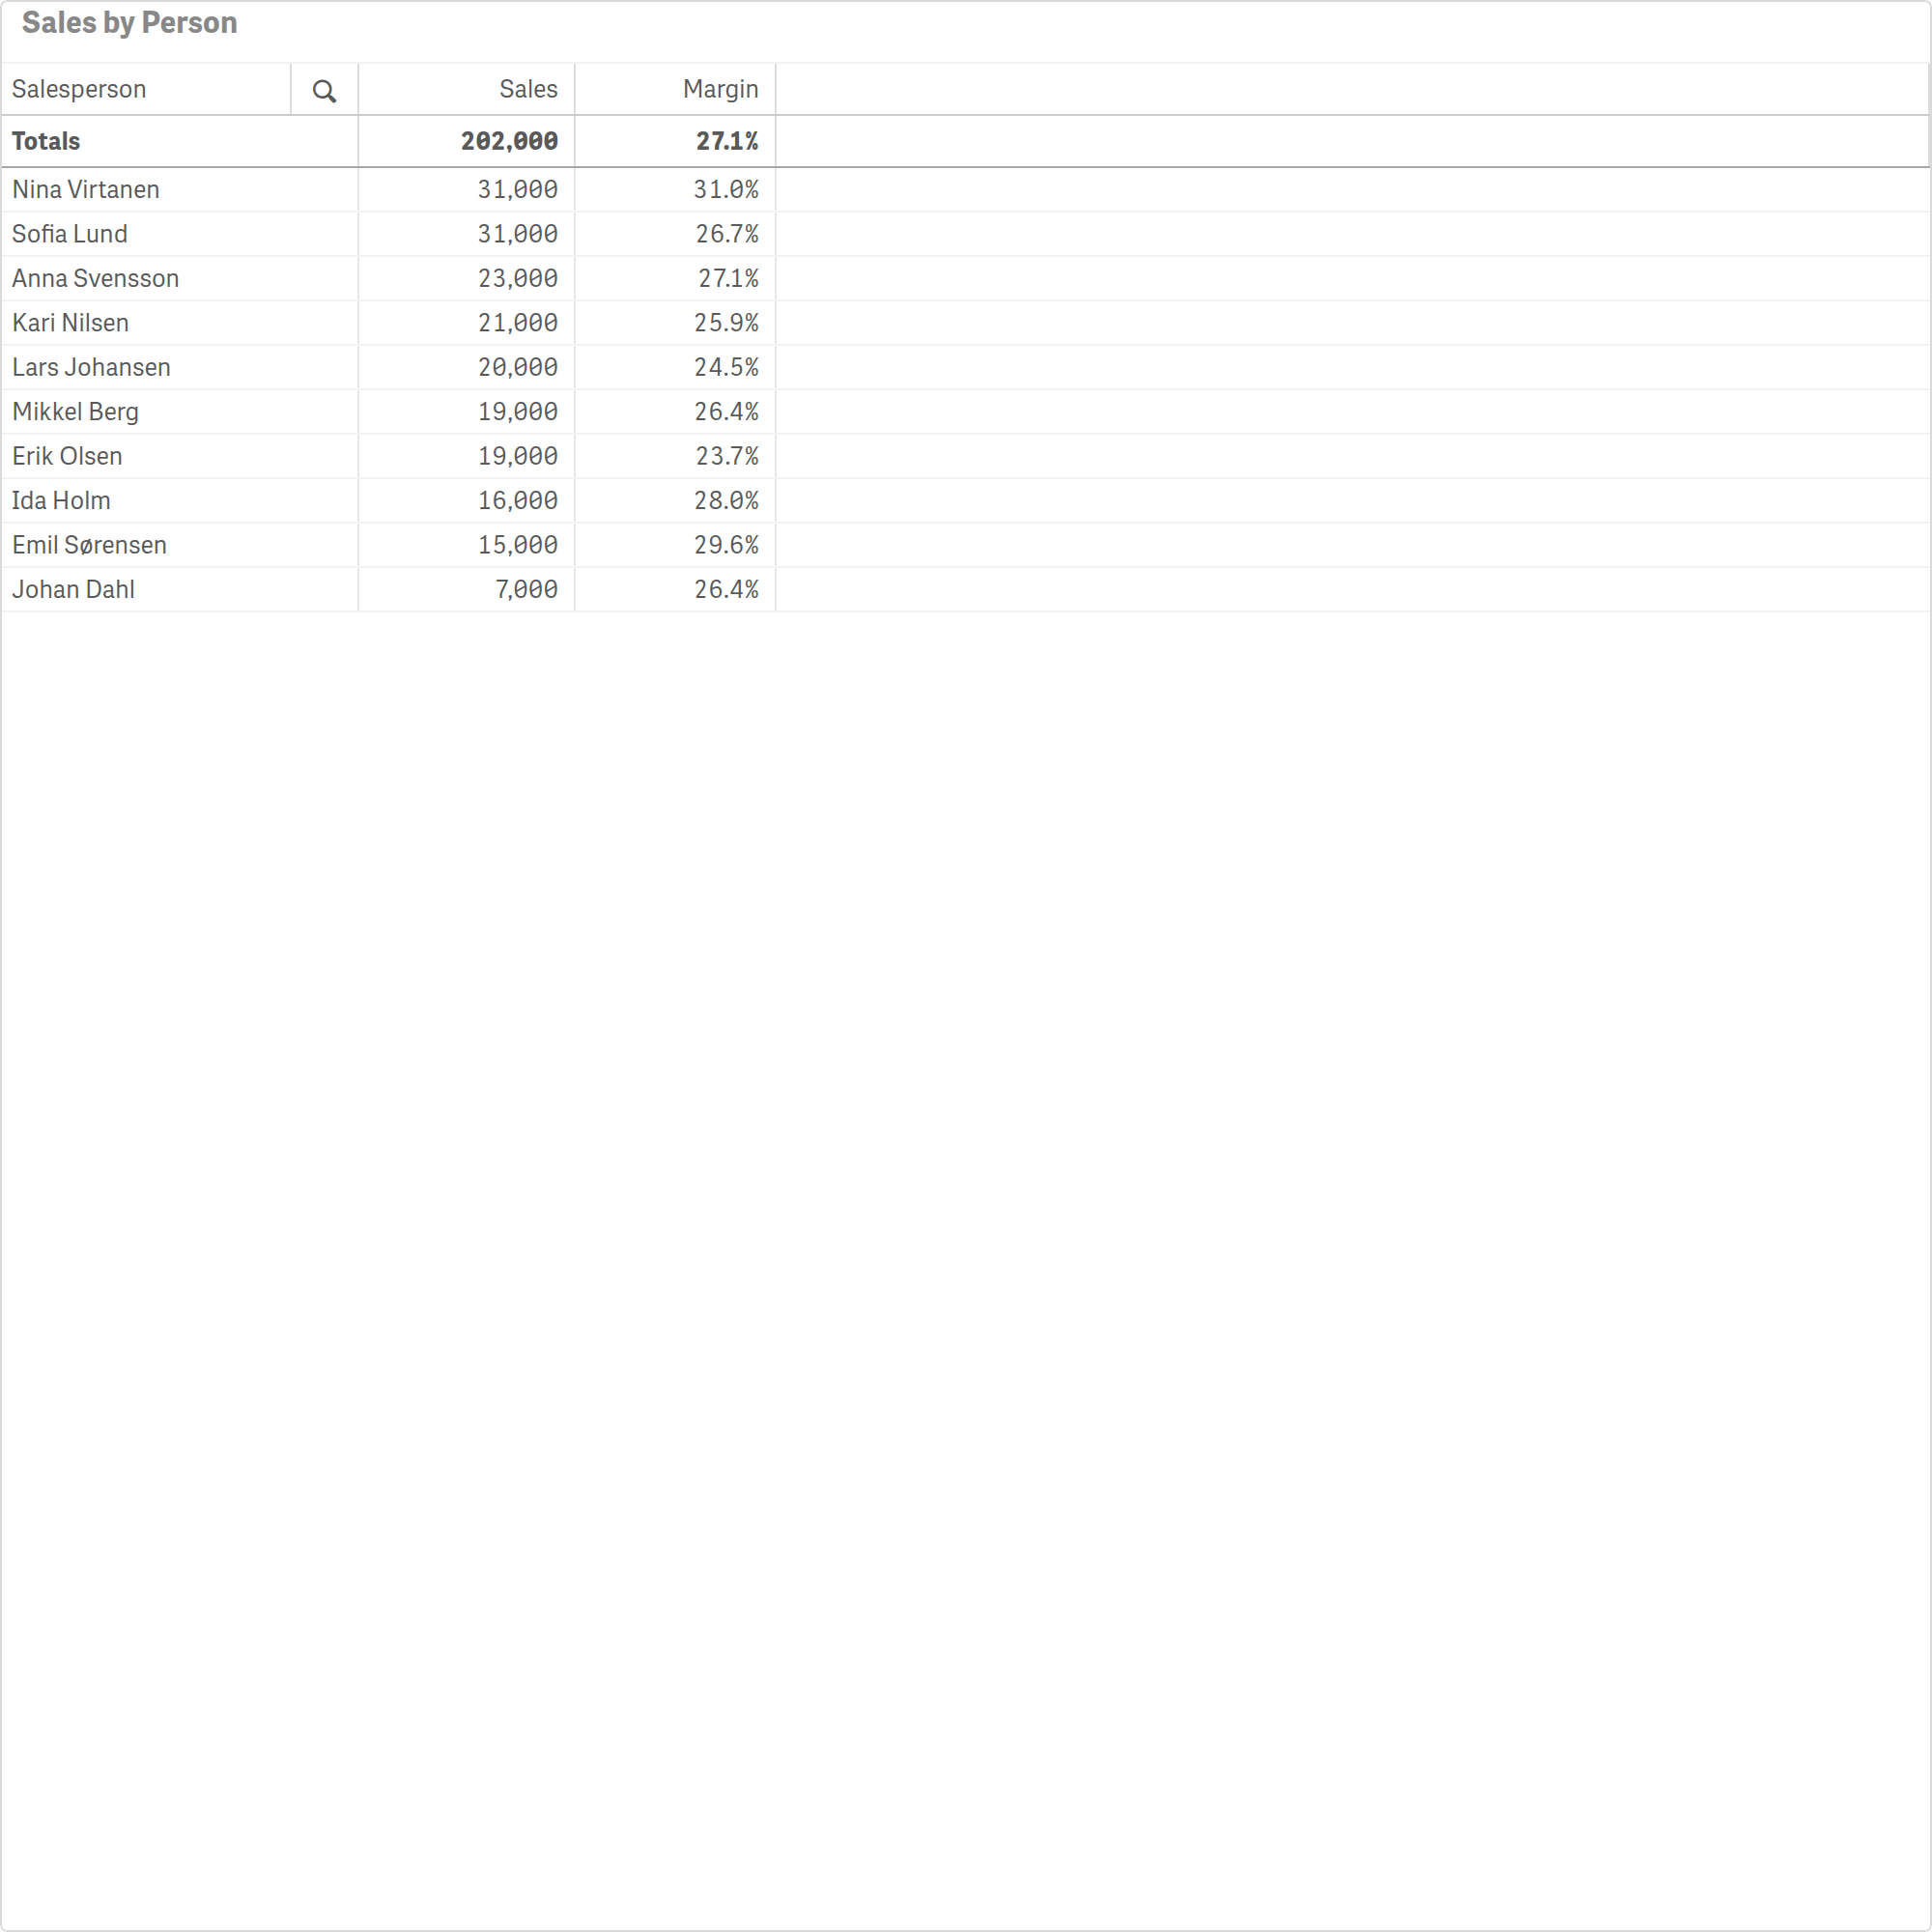 Sales by Person
Salesperson Sales Margin
Totals 202,000 27.1%
Nina Virtanen 31,000 31.0%
Sofia Lund 31,000 26.7%
Anna Svensson 23,000 27.1%
Kari Nilsen 21,000 25.9%
Lars Johansen 20,000 24.5%
Mikkel Berg 19,000 26.4%
Erik Olsen 19,000 23.7%
Ida Holm 16,000 28.0%
Emil Sørensen 15,000 29.6%
Johan Dahl 7,000 26.4%